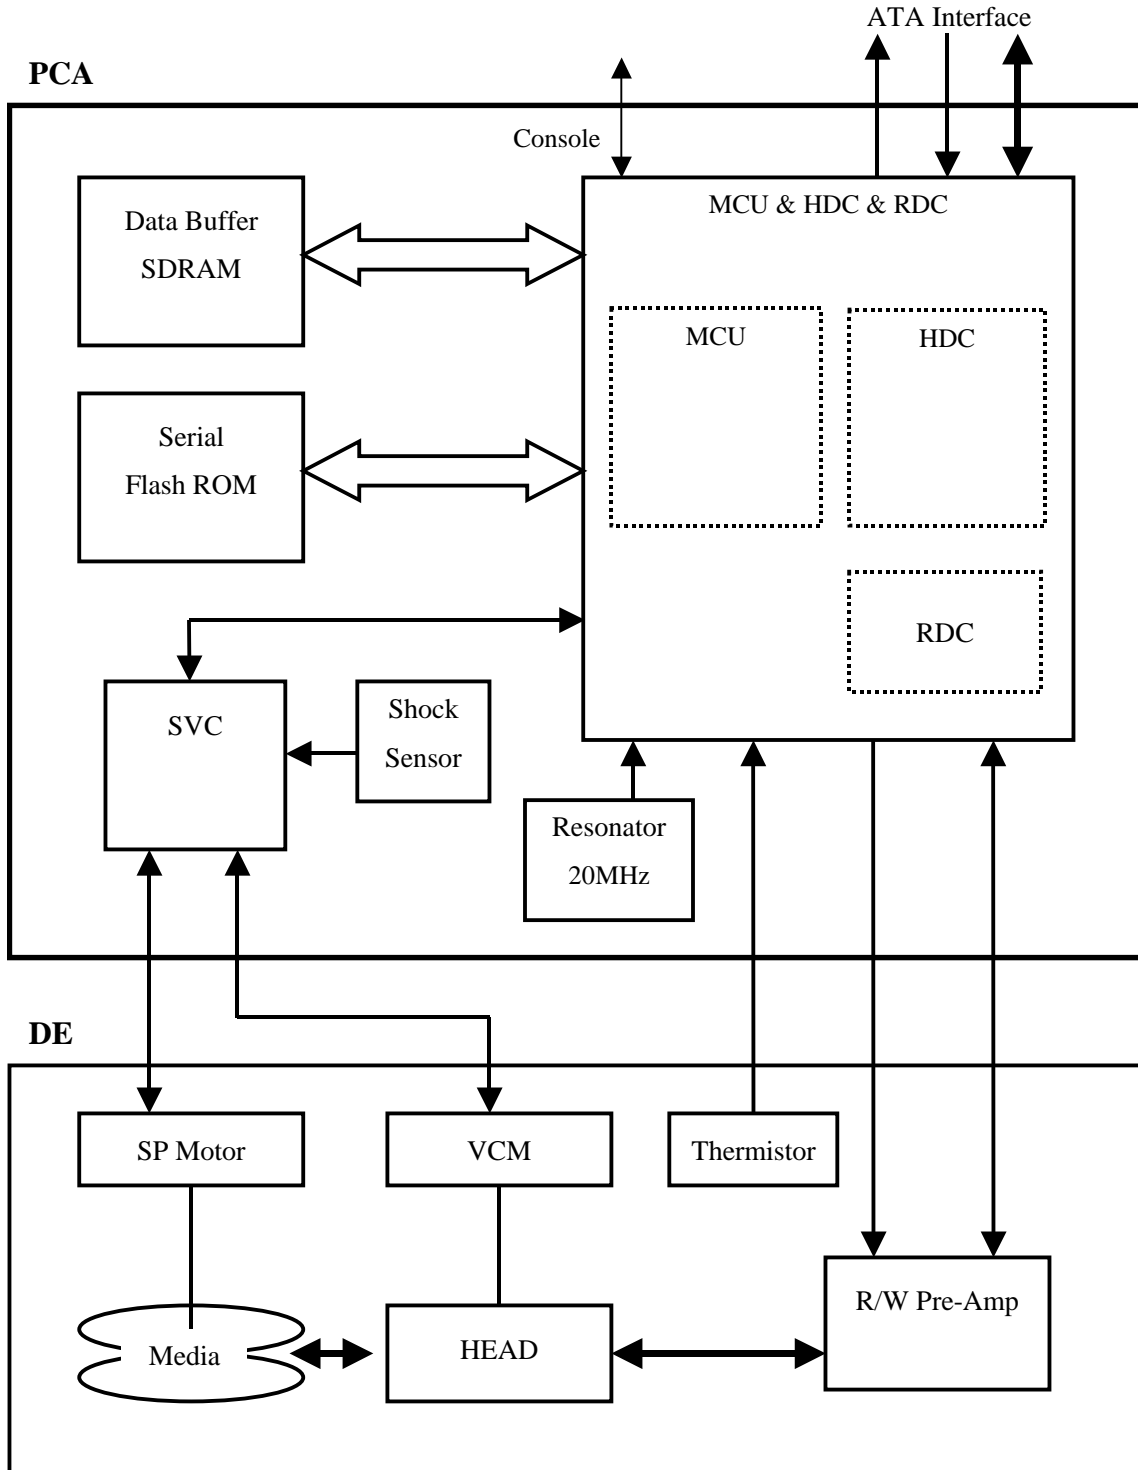 ATA Interface
PCA
Console
MCU & HDC & RDC
Data Buffer
SDRAM
MCU
HDC
Serial
Flash ROM
RDC
SVC
Shock
Sensor
Resonator
20MHz
DE
SP Motor
VCM
Thermistor
R/W Pre-Amp
Media
HEAD